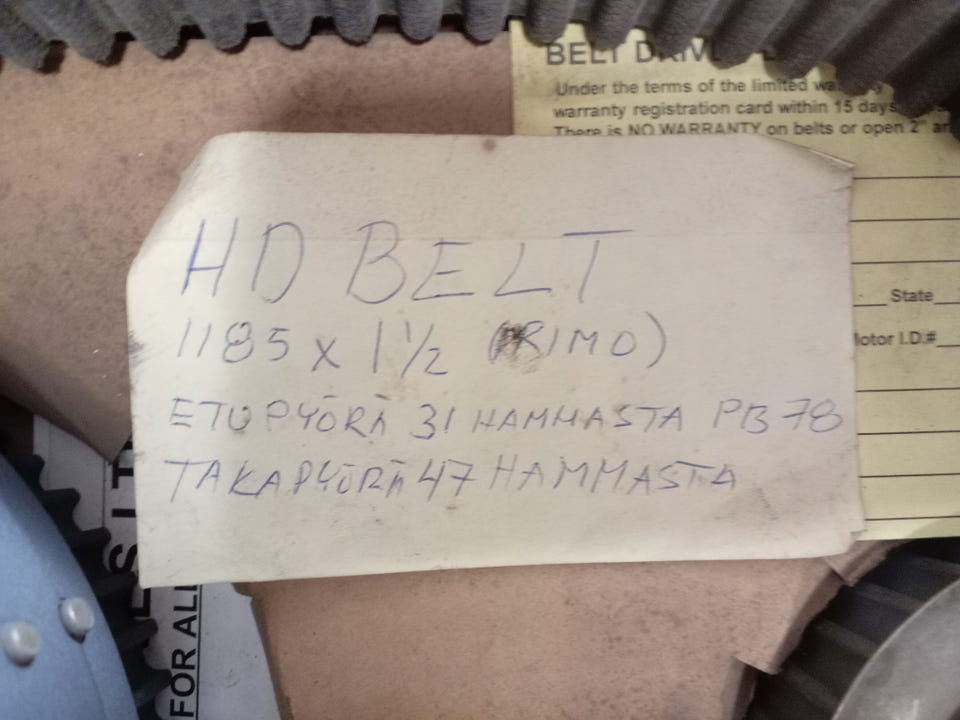 BELT DRIV
Under the terms of the limited
warranty registration card within 15 days
There is NO WARRANTY on belts or open 2"
HD BELT
1185 x 1 1/2 (PRIMO)
ETUPYÖRÄ 31 HAMMASTA PB 78
TAKAPYÖRÄ 47 HAMMASTA
State
Motor I.D.#
FOR ALL